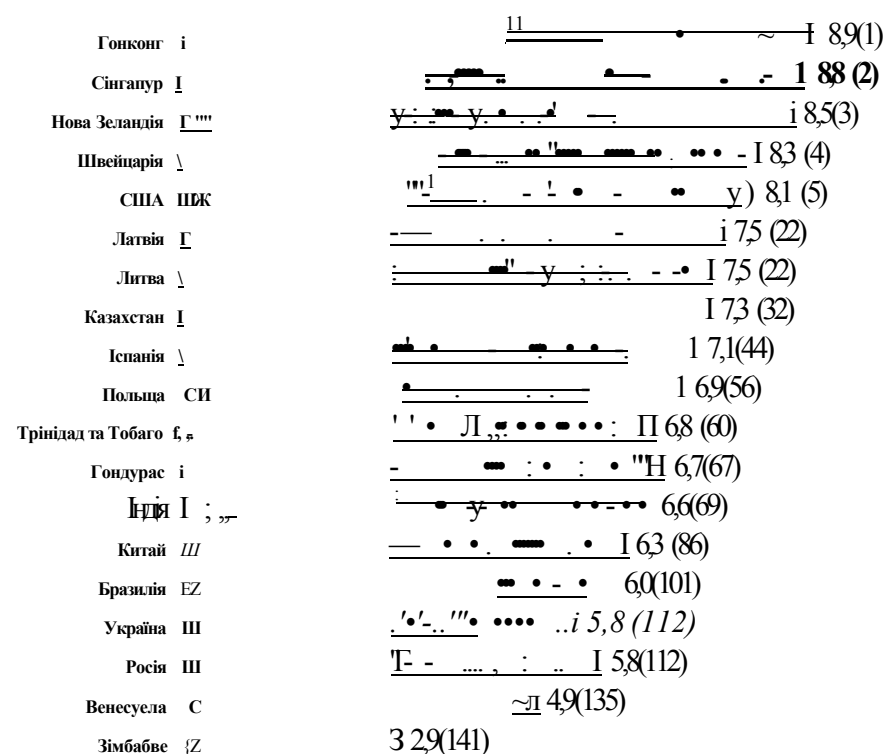 Гонконг 8,9(1)
Сінгапур 8,8 (2)
Нова Зеландія 8,5(3)
Швейцарія 8,3 (4)
США 8,1 (5)
Латвія 7,5 (22)
Литва 7,5 (22)
Казахстан 7,3 (32)
Іспанія 7,1(44)
Польща 6,9(56)
Трінідад та Тобаго 6,8 (60)
Гондурас 6,7(67)
Індія 6,6(69)
Китай 6,3 (86)
Бразилія 6,0(101)
Україна 5,8 (112)
Росія 5,8(112)
Венесуела 4,9(135)
Зімбабве 2,9(141)